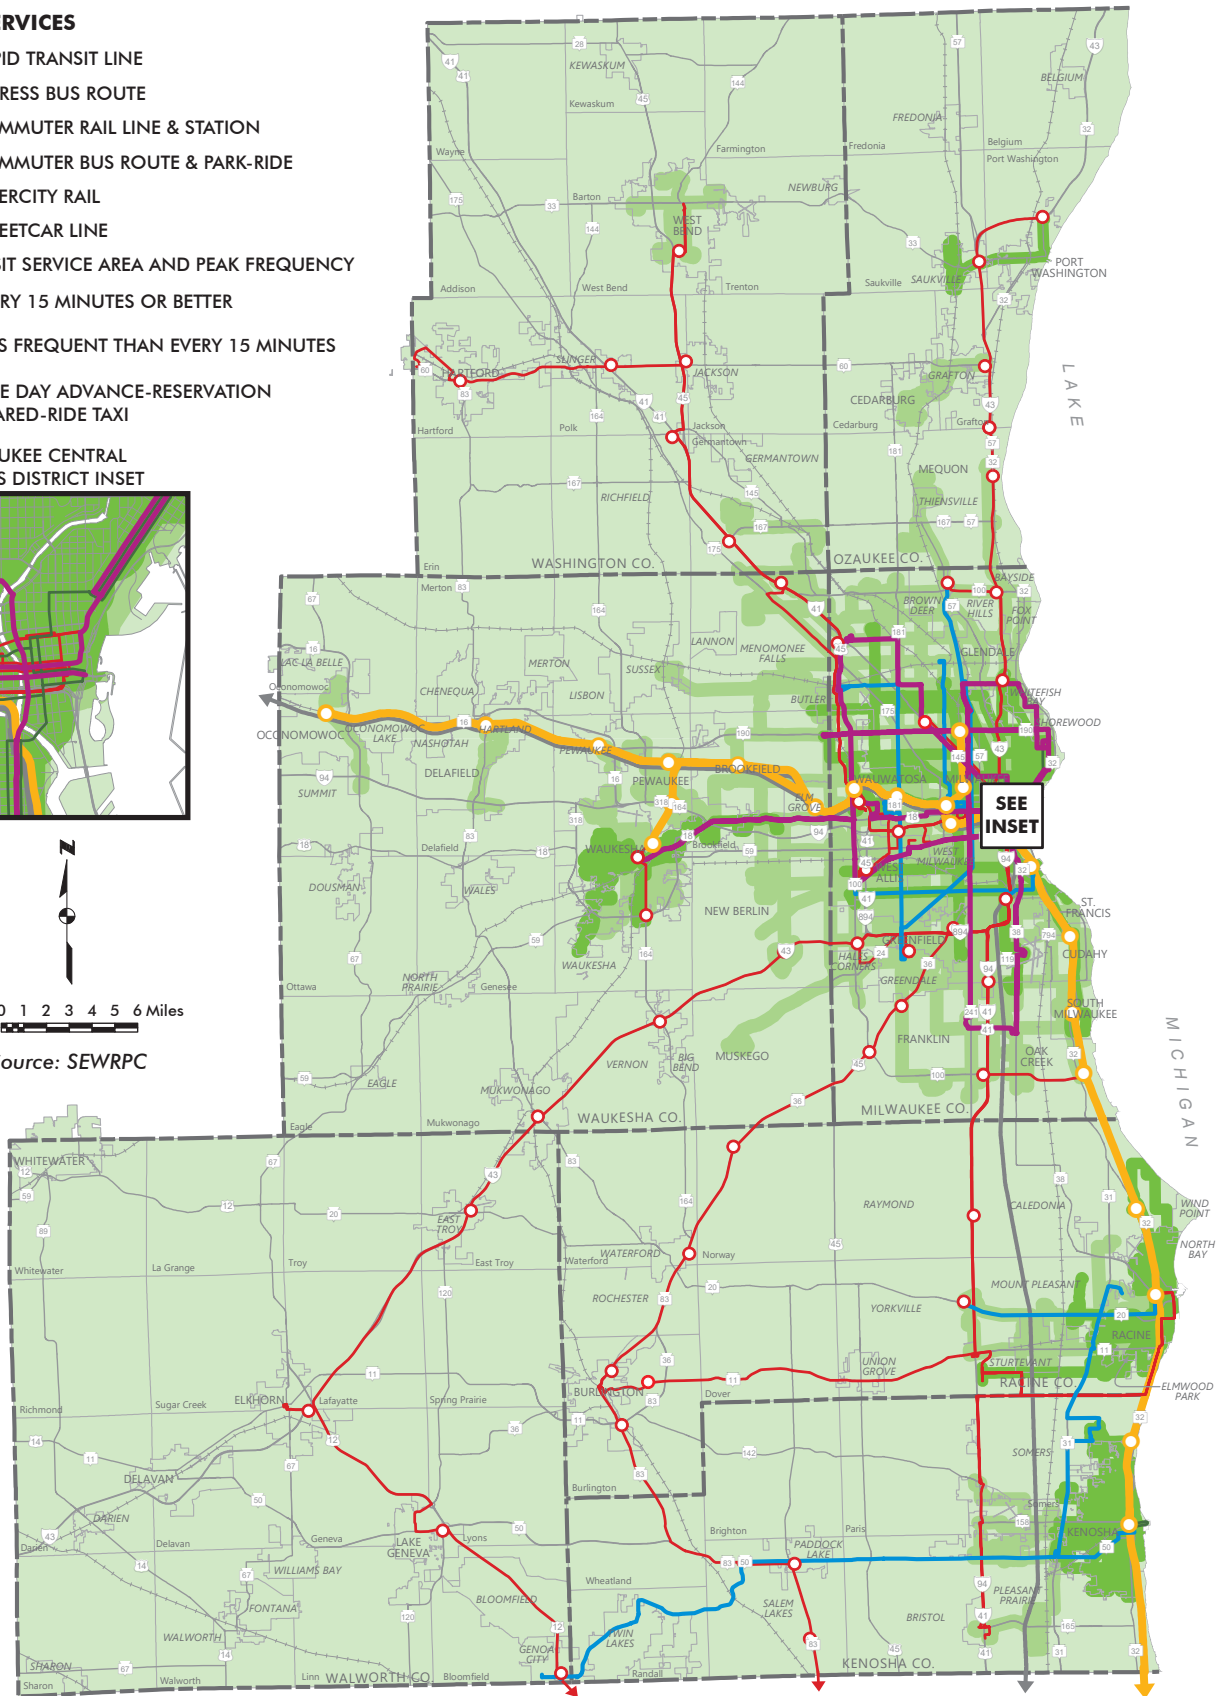 ERVICES
PID TRANSIT LINE
PRESS BUS ROUTE
MMUTER RAIL LINE & STATION
MMUTER BUS ROUTE & PARK-RIDE
ERCITY RAIL
EETCAR LINE
SIT SERVICE AREA AND PEAK FREQUENCY
RY 15 MINUTES OR BETTER
S FREQUENT THAN EVERY 15 MINUTES
E DAY ADVANCE-RESERVATION
ARED-RIDE TAXI
UKEE CENTRAL
S DISTRICT INSET
N
0 1 2 3 4 5 6 Miles
ource: SEWRPC
KEWASKUM
Kewaskum
Wayne
Barton
Farmington
WEST
BEND
NEWBURG
Addison
West Bend
Trenton
BELGIUM
FREDONIA
Fredonia
Belgium
Port Washington
PORT
WASHINGTON
Saukville
SAUKVILLE
HARTFORD
SLINGER
JACKSON
Hartford
Polk
Jackson
Germantown
GERMANTOWN
RICHFIELD
Erin
WASHINGTON CO.
GRAFTON
CEDARBURG
Cedarburg
Grafton
MEQUON
THIENSVILLE
OZAUKEE CO.
LAKE
MICHIGAN
Merton
LAC LA BELLE
Oconomowoc
OCONOMOWOC
OCONOMOWOC
LAKE
CHENEQUA
MERTON
SUSSEX
LANNON
MENOMONEE
FALLS
LISBON
BUTLER
NASHOTAH
HARTLAND
PEWAUKEE
PEWAUKEE
BROOKFIELD
DELAFIELD
SUMMIT
ELM
GROVE
Delafield
WAUKESHA
Brookfield
DOUSMAN
WALES
NEW BERLIN
WAUKESHA
NORTH
PRAIRIE
Ottawa
Genesee
VERNON
BIG
BEND
MUSKEGO
EAGLE
Eagle
MUKWONAGO
Mukwonago
WAUKESHA CO.
BAYSIDE
BROWN
DEER
RIVER
HILLS
FOX
POINT
GLENDALE
WHITEFISH
BAY
SHOREWOOD
WAUWATOSA
MILWAUKEE
SEE
INSET
WEST
MILWAUKEE
WEST
ALLIS
ST.
FRANCIS
GREENFIELD
HALES
CORNERS
GREENDALE
CUDAHY
SOUTH
MILWAUKEE
FRANKLIN
OAK
CREEK
MILWAUKEE CO.
WHITEWATER
Whitewater
La Grange
Troy
EAST
TROY
East Troy
Richmond
Sugar Creek
ELKHORN
Lafayette
Spring Prairie
DELAVAN
DARIEN
Darien
Delavan
Geneva
LAKE
GENEVA
Lyons
WILLIAMS BAY
FONTANA
BLOOMFIELD
WALWORTH
SHARON
Sharon
Walworth
Linn
WALWORTH CO.
Bloomfield
GENOA
CITY
WATERFORD
Waterford
Norway
RAYMOND
CALEDONIA
WIND
POINT
NORTH
BAY
ROCHESTER
YORKVILLE
MOUNT PLEASANT
RACINE
STURTEVANT
UNION
GROVE
BURLINGTON
Dover
RACINE CO.
ELMWOOD
PARK
Burlington
SOMERS
Somers
Brighton
Paris
PADDOCK
LAKE
KENOSHA
Wheatland
SALEM
LAKES
TWIN
LAKES
Randall
BRISTOL
PLEASANT
PRAIRIE
KENOSHA CO.